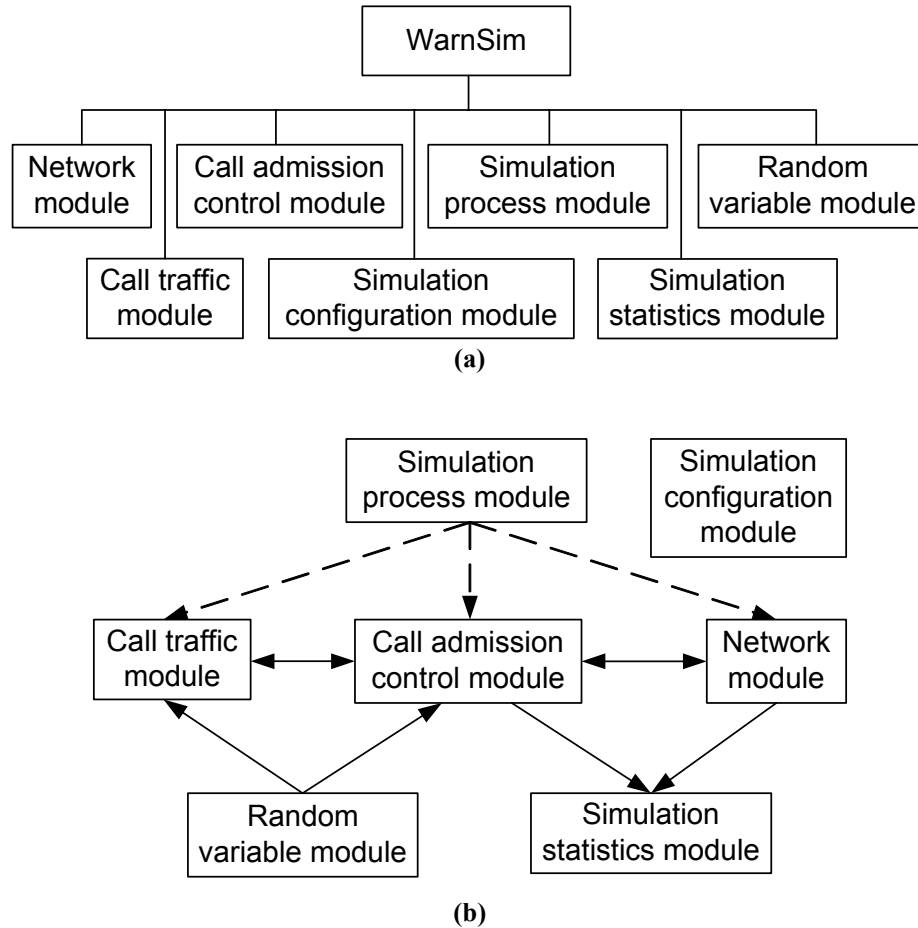 WarnSim
Network
module
Call admission
control module
Simulation
process module
Random
variable module
Call traffic
module
Simulation
configuration module
Simulation
statistics module
(a)
Simulation
process module
Simulation
configuration
module
Call traffic
module
Call admission
control module
Network
module
Random
variable module
Simulation
statistics module
(b)